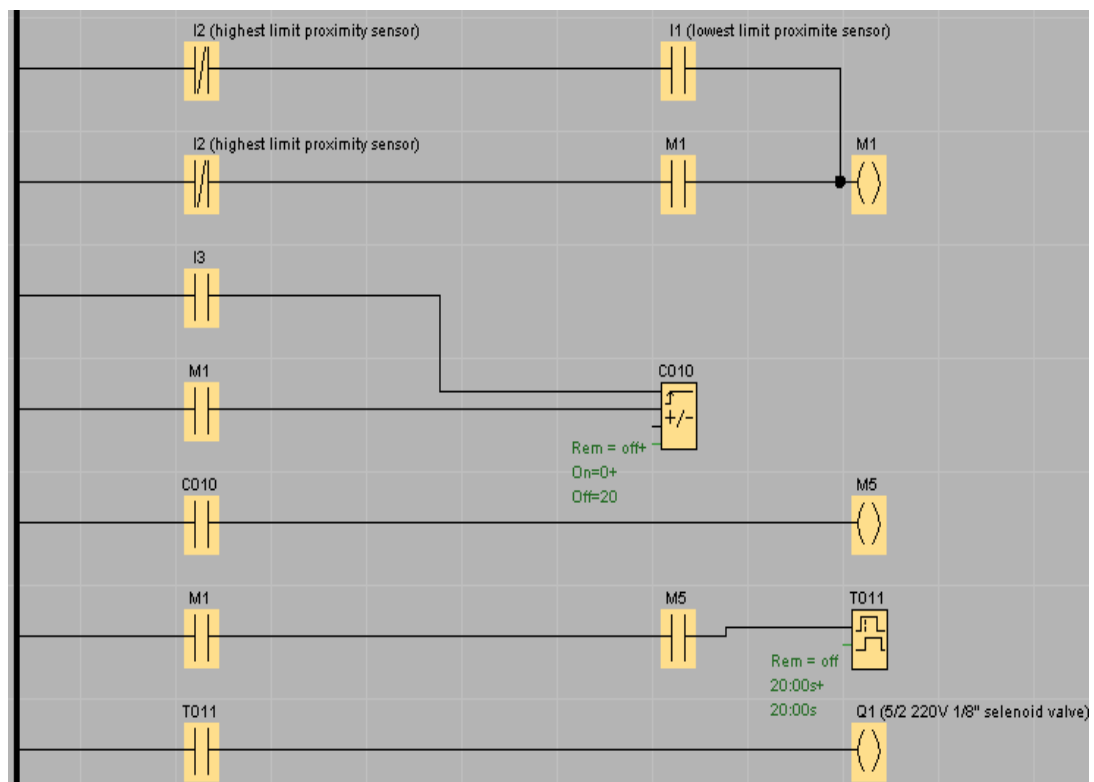 I2 (highest limit proximity sensor)
I1 (lowest limit proximite sensor)
I2 (highest limit proximity sensor)
M1
M1
I3
M1
C010
+/-
Rem = off+
On=0+
Off=20
C010
M5
M1
M5
T011
Rem = off
20:00s+
20:00s
T011
Q1 (5/2 220V 1/8" selenoid valve)